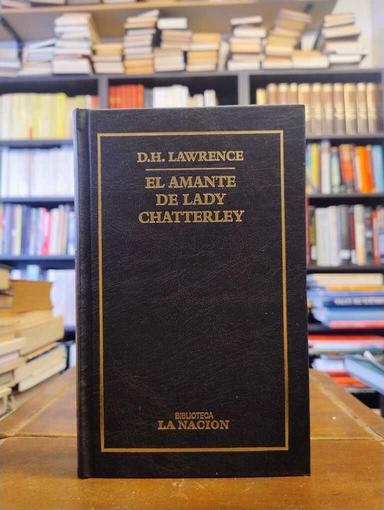 D.H. LAWRENCE
EL AMANTE
DE LADY
CHATTERLEY
BIBLIOTECA
LA NACION